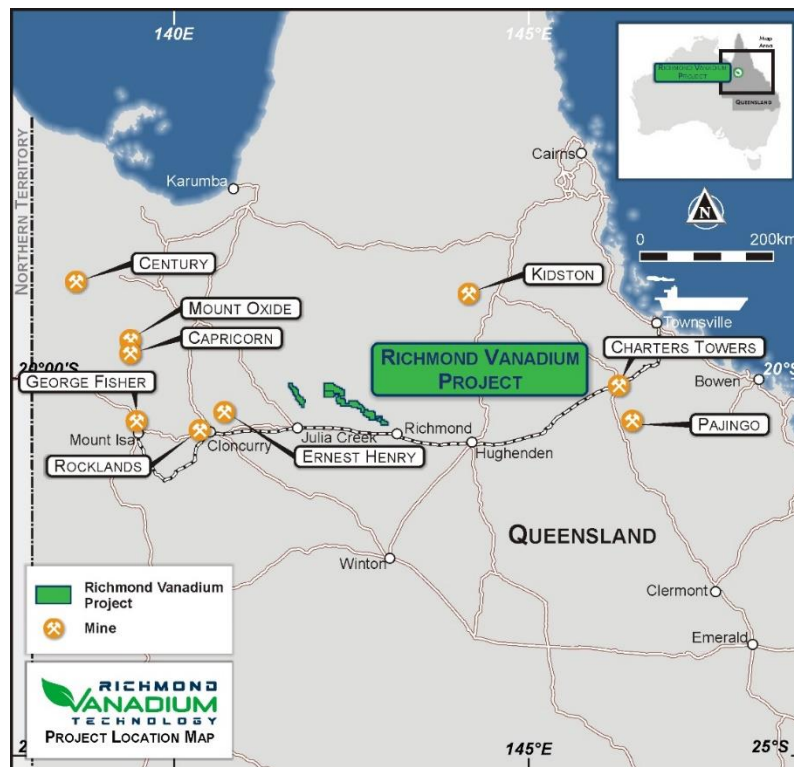 140E
145°E
Map
Area
RICHMOND VANADIUM
PROJECT
QUEENSLAND
NORTHERN TERRITORY
Cairns
Karumba
N
0 200km
CENTURY
KIDSTON
MOUNT OXIDE
Townsville
CAPRICORN
RICHMOND VANADIUM
PROJECT
CHARTERS TOWERS
20°00'S
20°S
GEORGE FISHER
Bowen
Mount Isa
Cloncurry
Julia Creek
Richmond
Hughenden
PAJINGO
ROCKLANDS
ERNEST HENRY
QUEENSLAND
Winton
Clermont
Emerald
Richmond Vanadium
Project
Mine
RICHMOND
VANADIUM
TECHNOLOGY
PROJECT LOCATION MAP
145°E
25°S